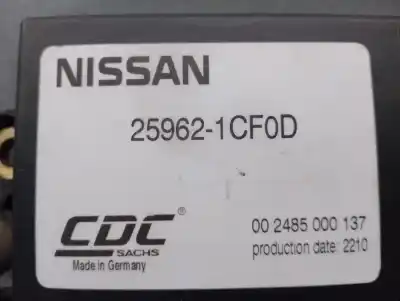 NISSAN
25962-1CF0D
CDC®
SACHS
Made in Germany
00 2485 000 137
production date: 2210